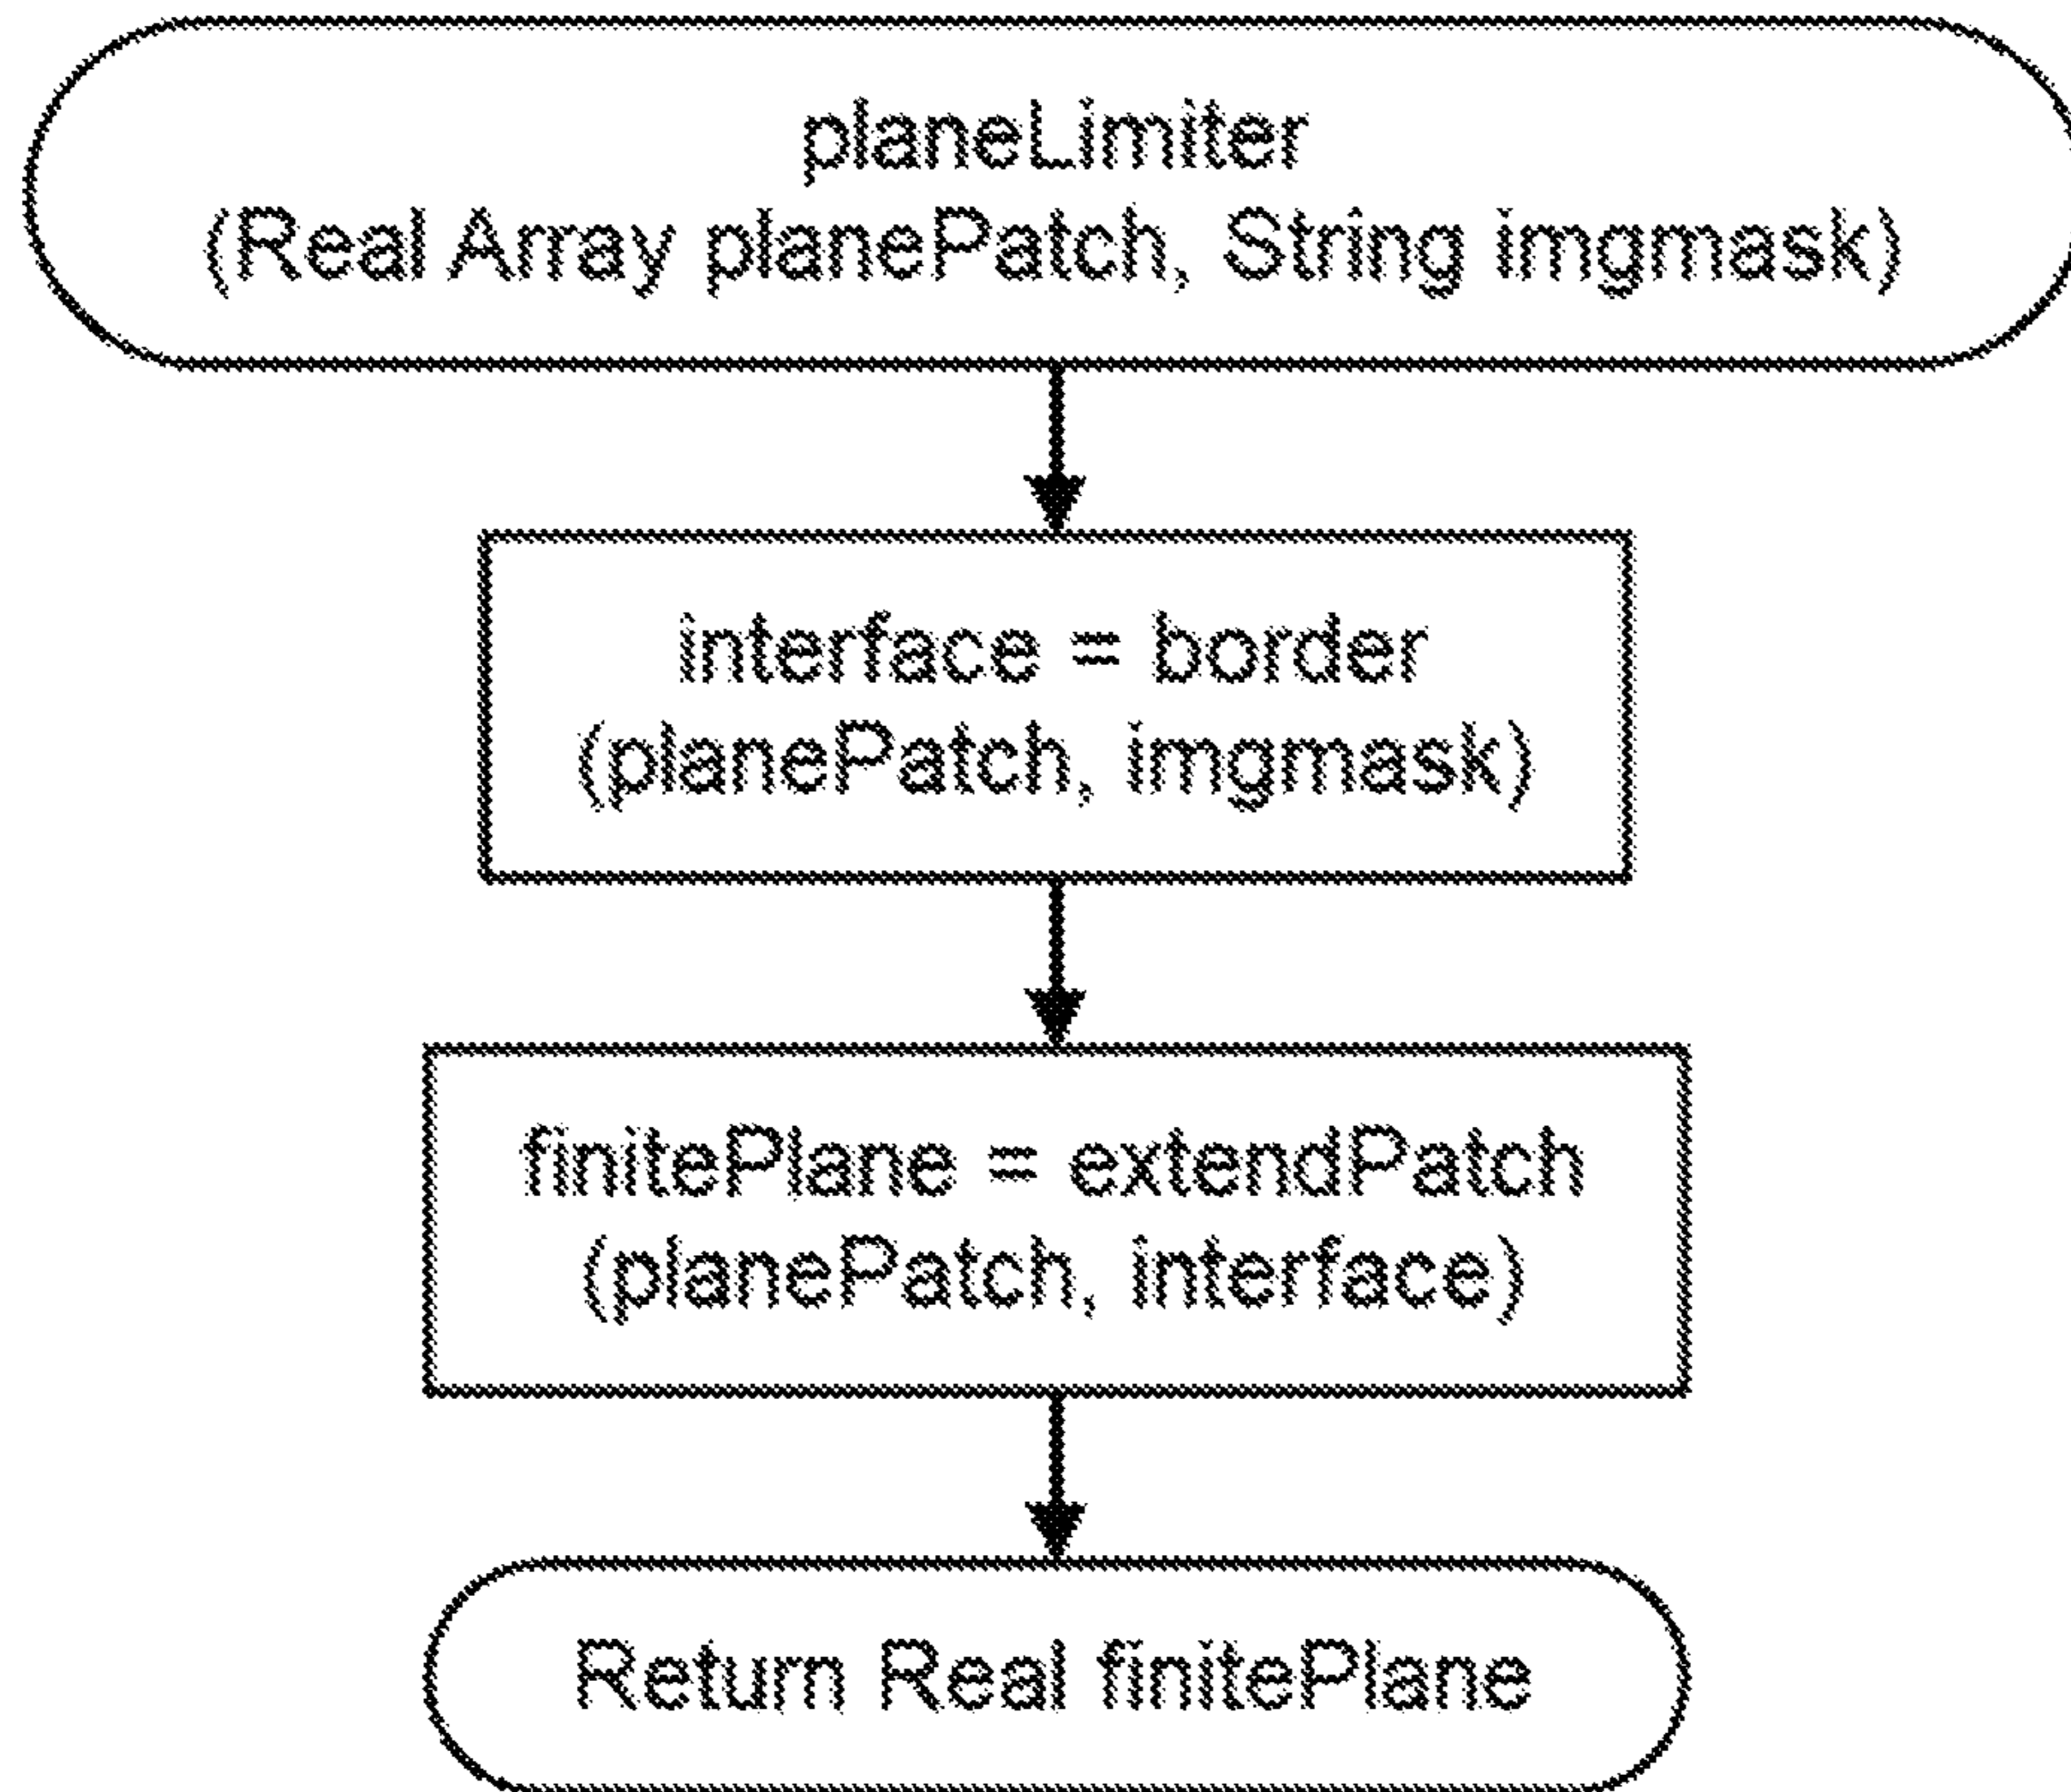 planeLimiter
(Real Array planePatch, String imgmask)
interface = border
(planePatch, imgmask)
finitePlane = extendPatch
(planePatch, interface)
Return Real finitePlane